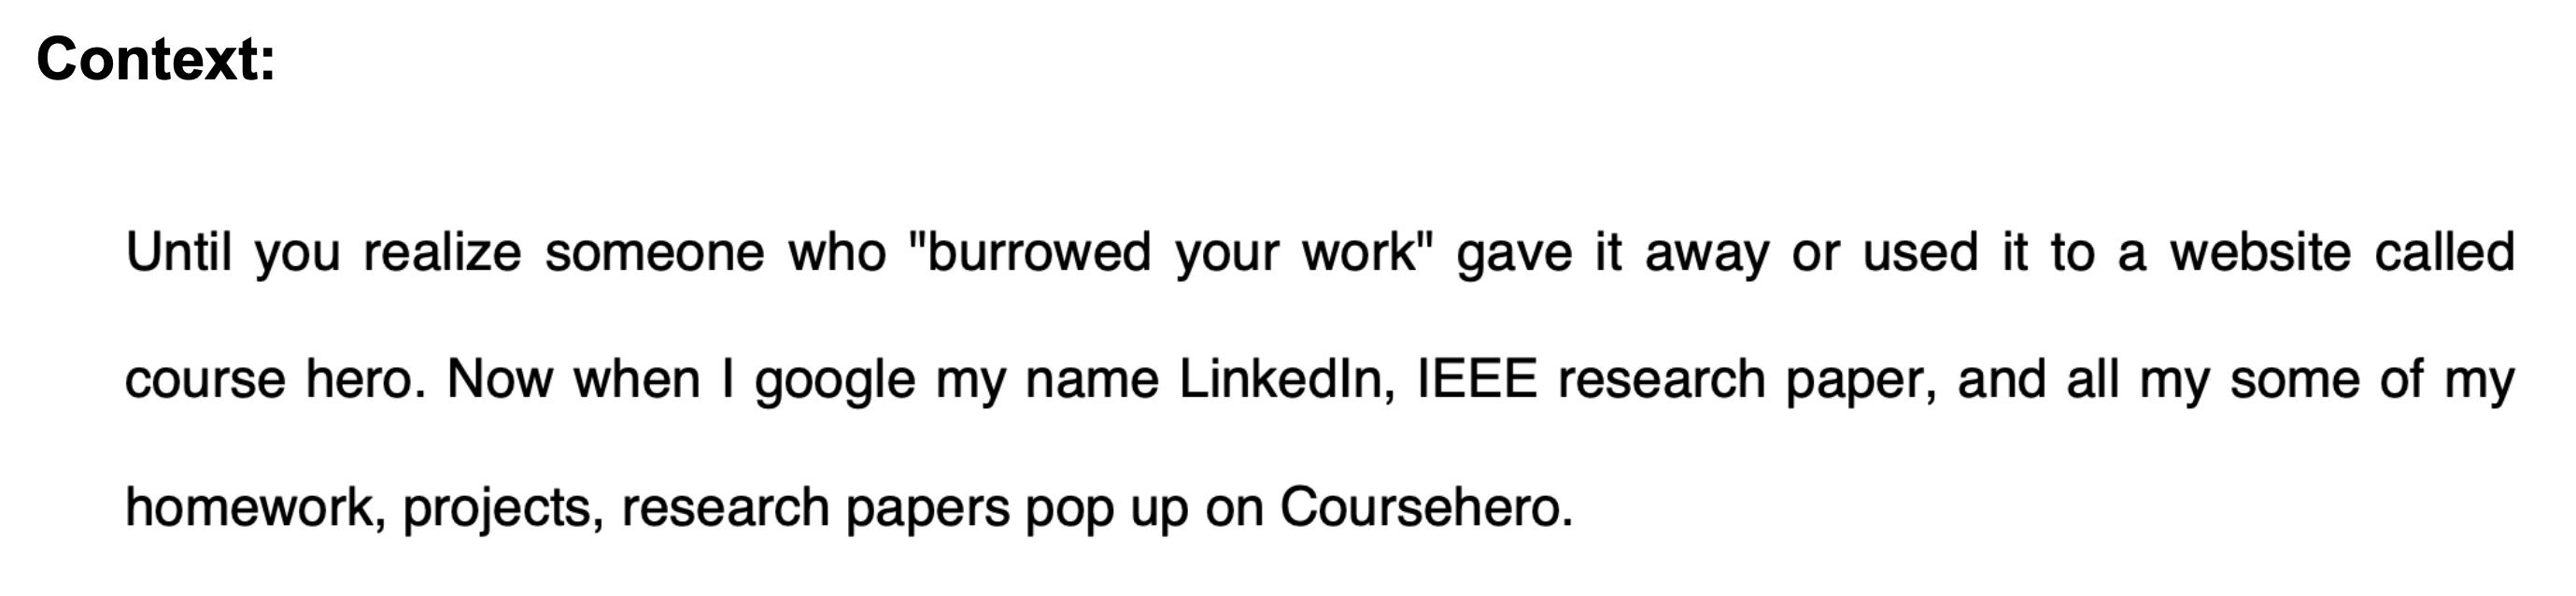 Context:
Until you realize someone who "burrowed your work" gave it away or used it to a website called
course hero. Now when I google my name LinkedIn, IEEE research paper, and all my some of my
homework, projects, research papers pop up on Coursehero.